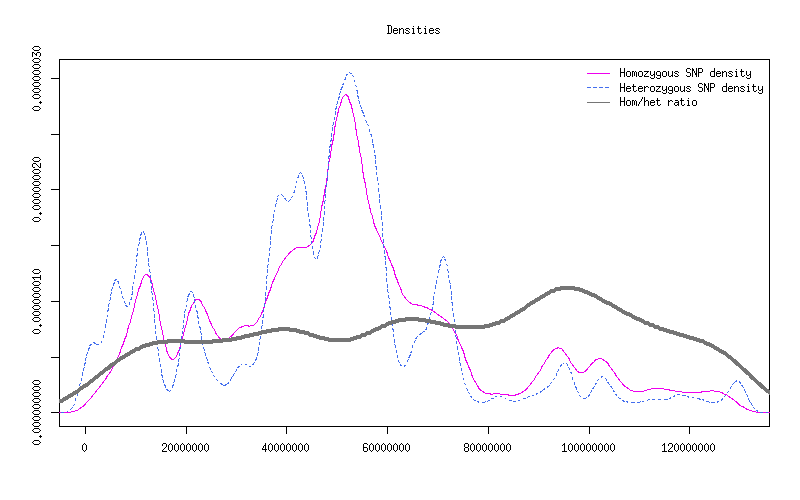 Densities
Homozygous SNP density
Heterozygous SNP density
Hom/het ratio
0.000000030
0.000000020
0.000000010
0.000000000
0 20000000 40000000 60000000 80000000 100000000 120000000